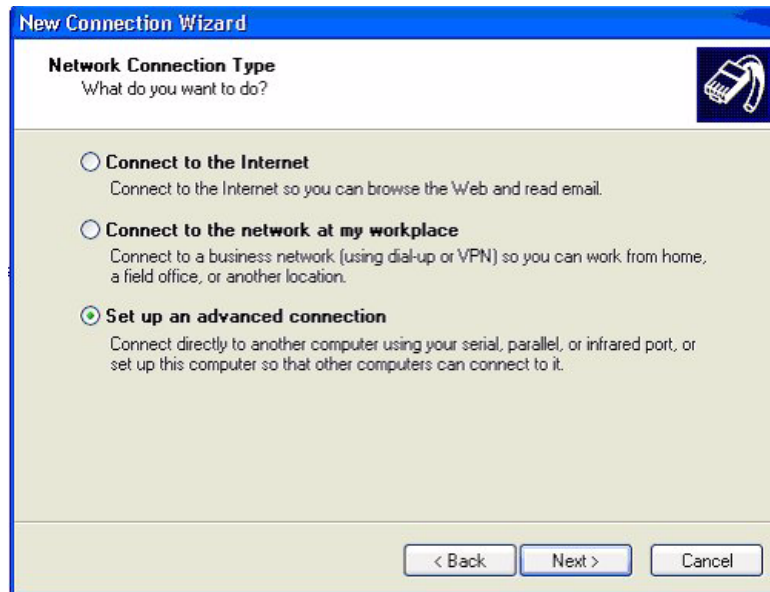 New Connection Wizard
Network Connection Type
What do you want to do?
Connect to the Internet
Connect to the Internet so you can browse the Web and read email.
Connect to the network at my workplace
Connect to a business network (using dial-up or VPN) so you can work from home,
a field office, or another location.
Set up an advanced connection
Connect directly to another computer using your serial, parallel, or infrared port, or
set up this computer so that other computers can connect to it.
< Back
Next >
Cancel